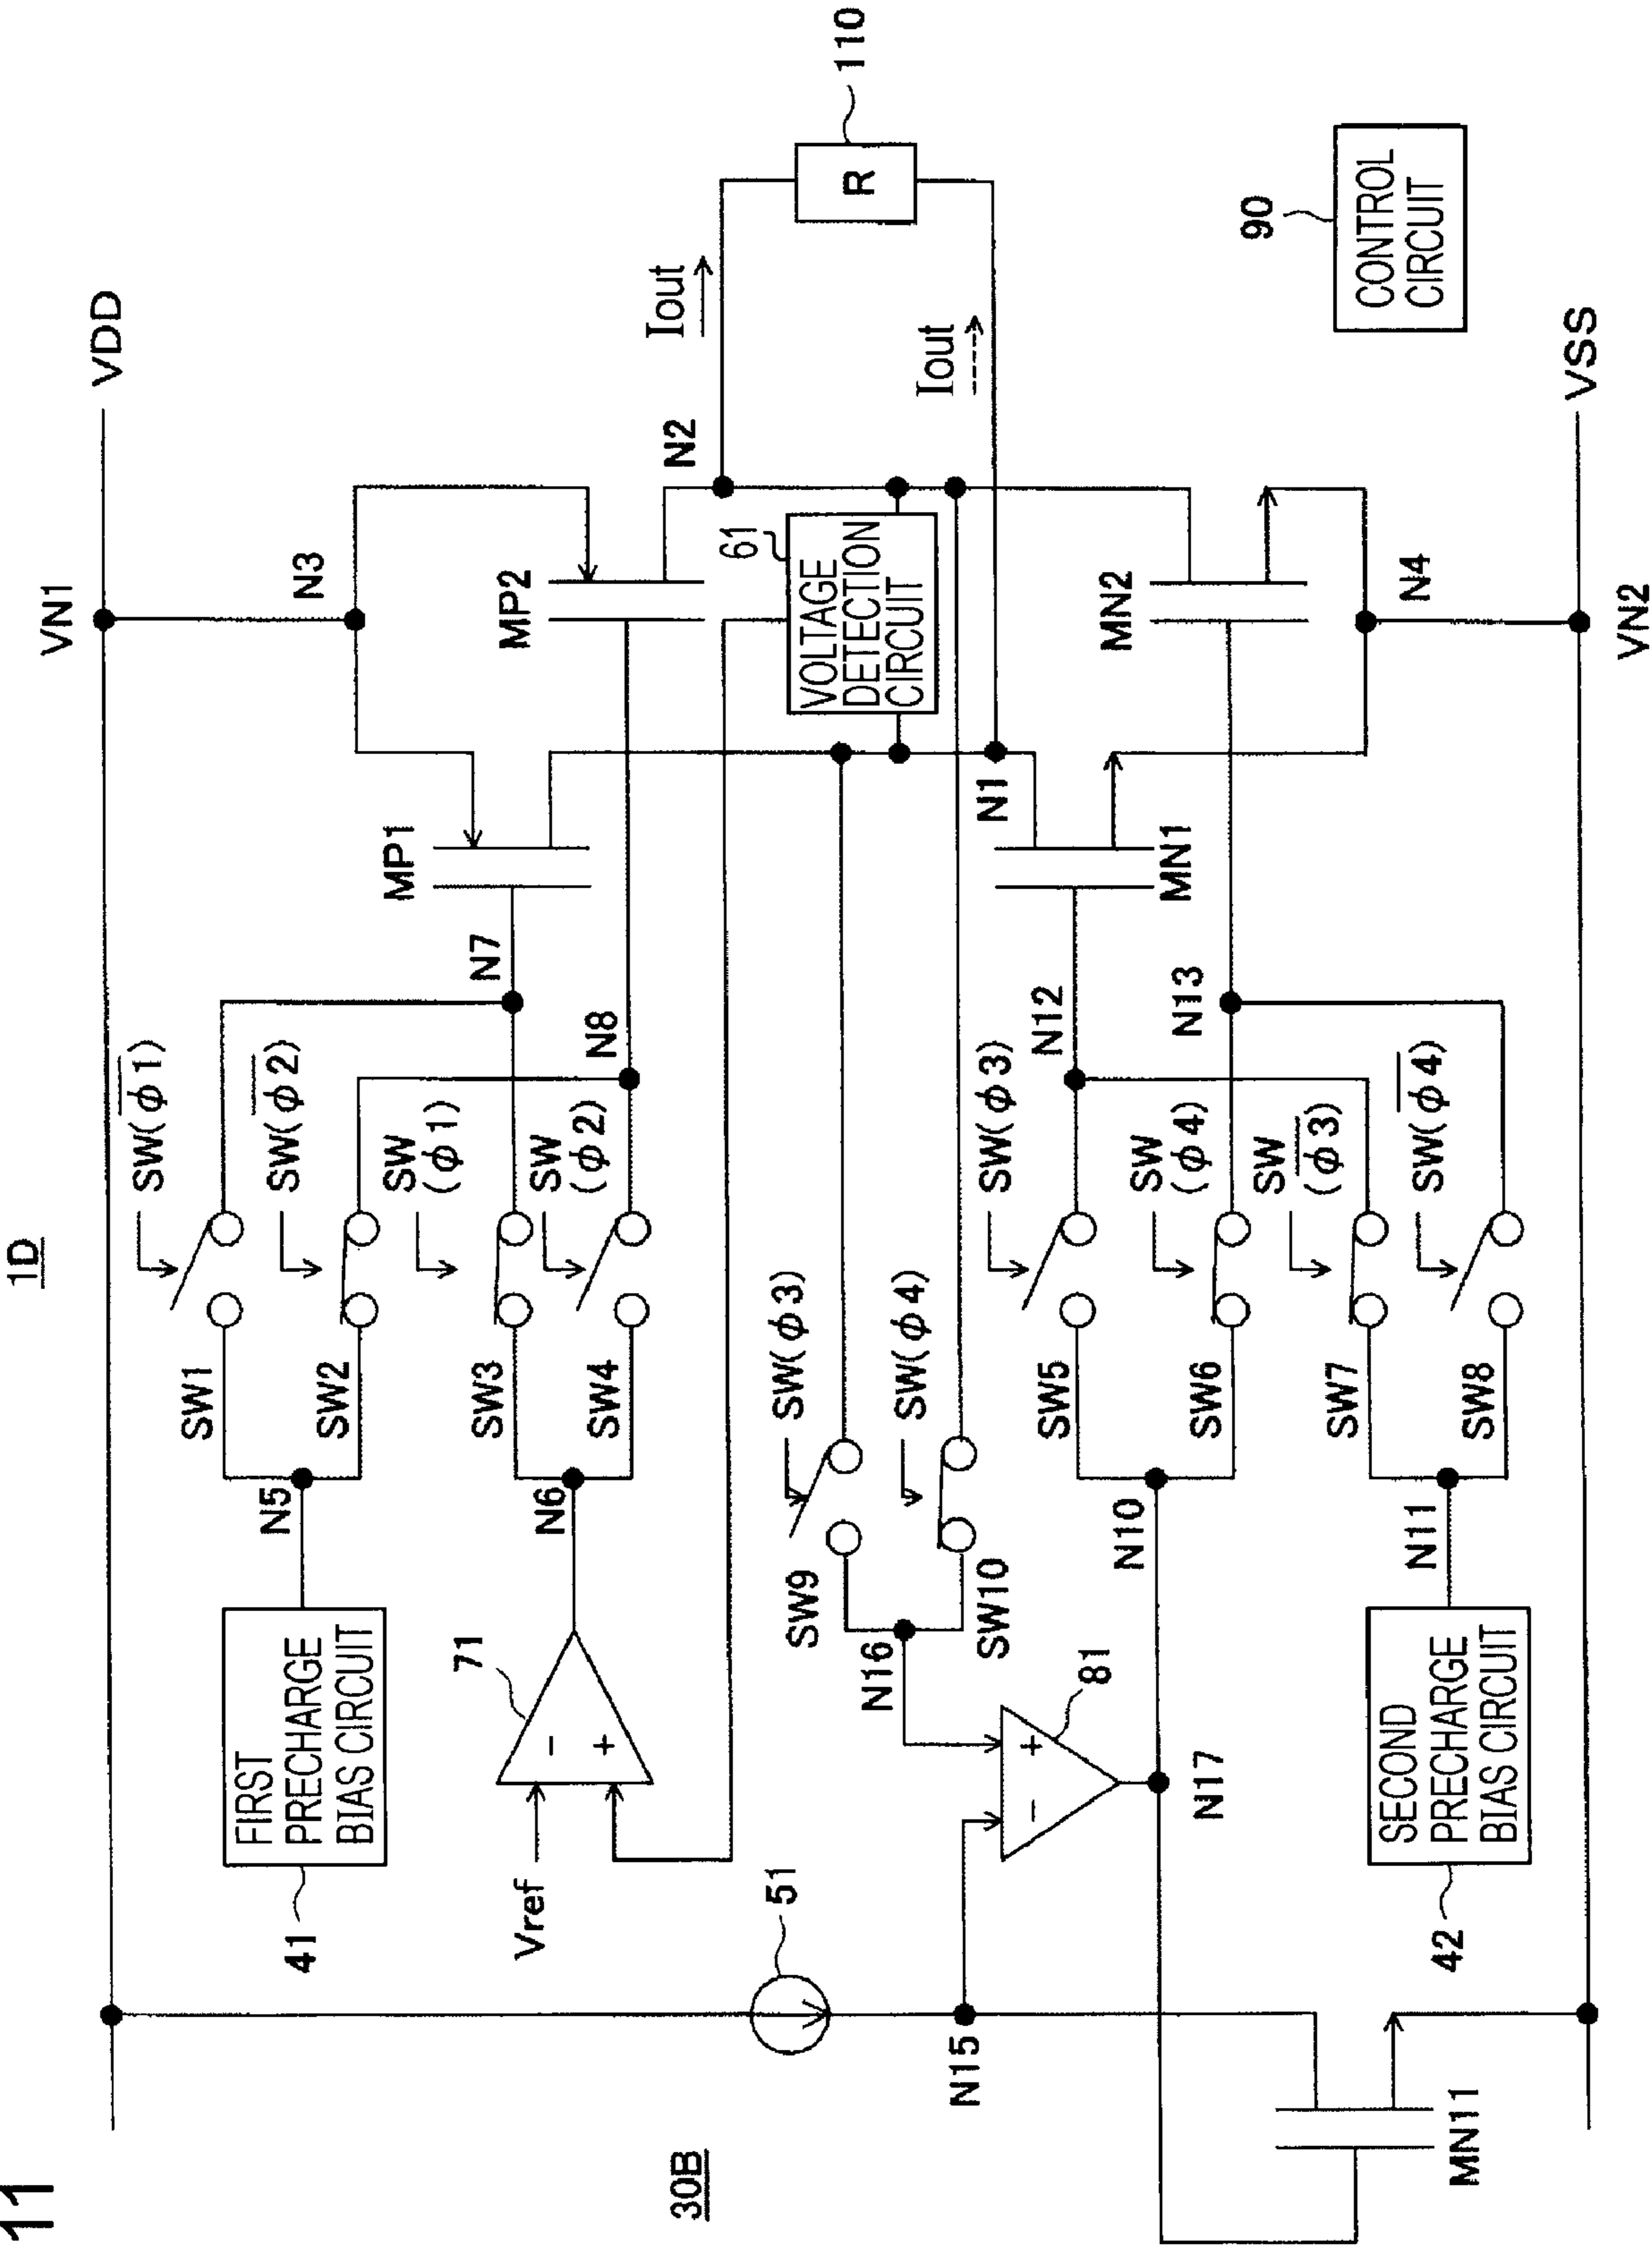 11
1D
30B
VN1
VDD
41
FIRST
PRECHARGE
BIAS CIRCUIT
N5
SW1
SW(φ1̅)
SW2
SW(φ2̅)
SW3
SW
(φ1)
SW4
SW
(φ2)
N7
N8
MP1
N3
MP2
Vref
71
−
+
N6
N2
Iout
110
R
61
VOLTAGE
DETECTION
CIRCUIT
51
SW9
SW(φ3)
SW10
SW(φ4)
N16
Iout
N1
N15
−
+
81
N17
N10
SW5
SW(φ3)
SW6
SW
(φ4)
SW7
SW
(φ3̅)
SW8
SW(φ4̅)
N12
N13
MN1
MN2
N4
90
CONTROL
CIRCUIT
MN11
42
SECOND
PRECHARGE
BIAS CIRCUIT
N11
VSS
VN2